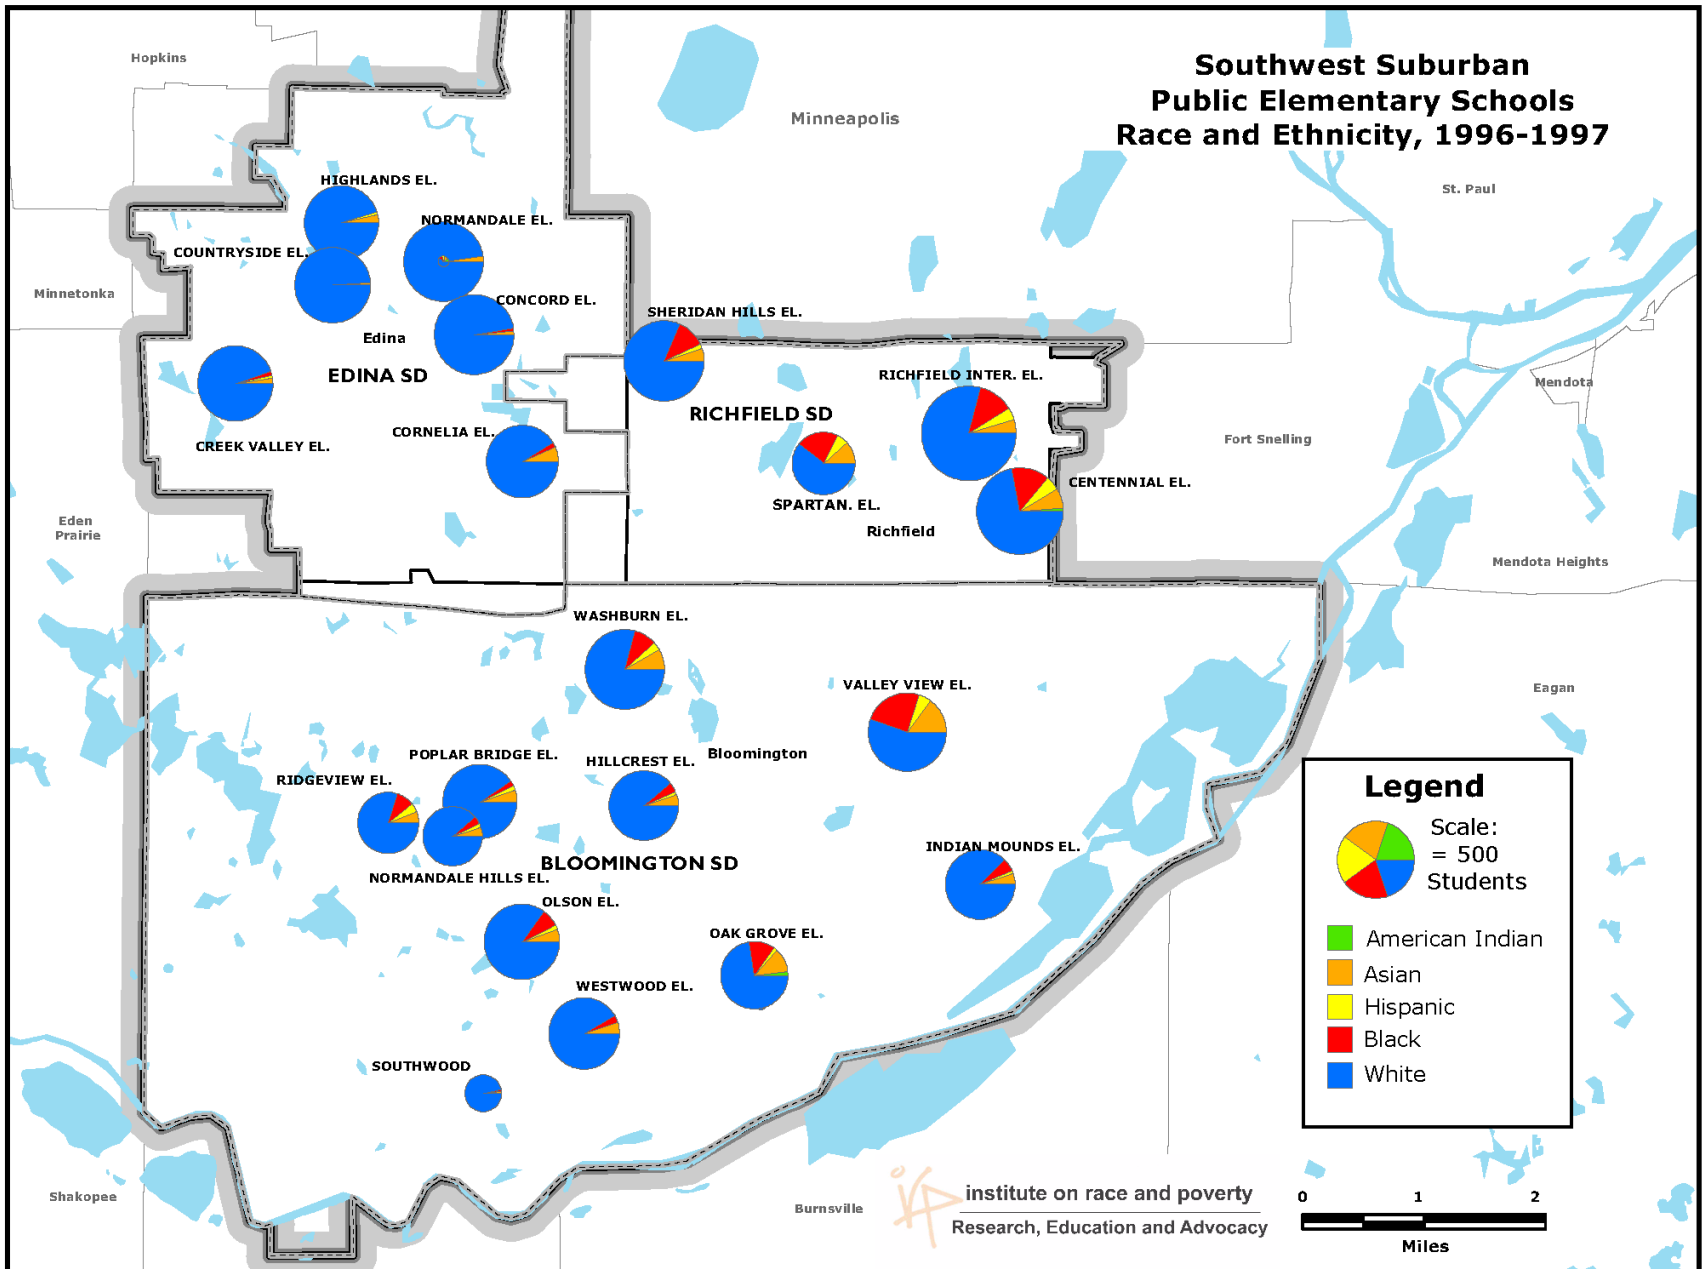 Southwest Suburban
Public Elementary Schools
Race and Ethnicity, 1996-1997
Hopkins
Minneapolis
HIGHLANDS EL.
St. Paul
NORMANDALE EL.
COUNTRYSIDE EL.
Minnetonka
CONCORD EL.
SHERIDAN HILLS EL.
Edina
EDINA SD
RICHFIELD INTER. EL.
Mendota
RICHFIELD SD
CORNELIA EL.
CREEK VALLEY EL.
Fort Snelling
CENTENNIAL EL.
SPARTAN. EL.
Eden
Prairie
Richfield
Mendota Heights
WASHBURN EL.
VALLEY VIEW EL.
Eagan
POPLAR BRIDGE EL.
Bloomington
HILLCREST EL.
RIDGEVIEW EL.
INDIAN MOUNDS EL.
BLOOMINGTON SD
NORMANDALE HILLS EL.
OLSON EL.
OAK GROVE EL.
WESTWOOD EL.
SOUTHWOOD
Legend
Scale:
= 500
Students
American Indian
Asian
Hispanic
Black
White
Shakopee
Burnsville
institute on race and poverty
Research, Education and Advocacy
0 1 2
Miles